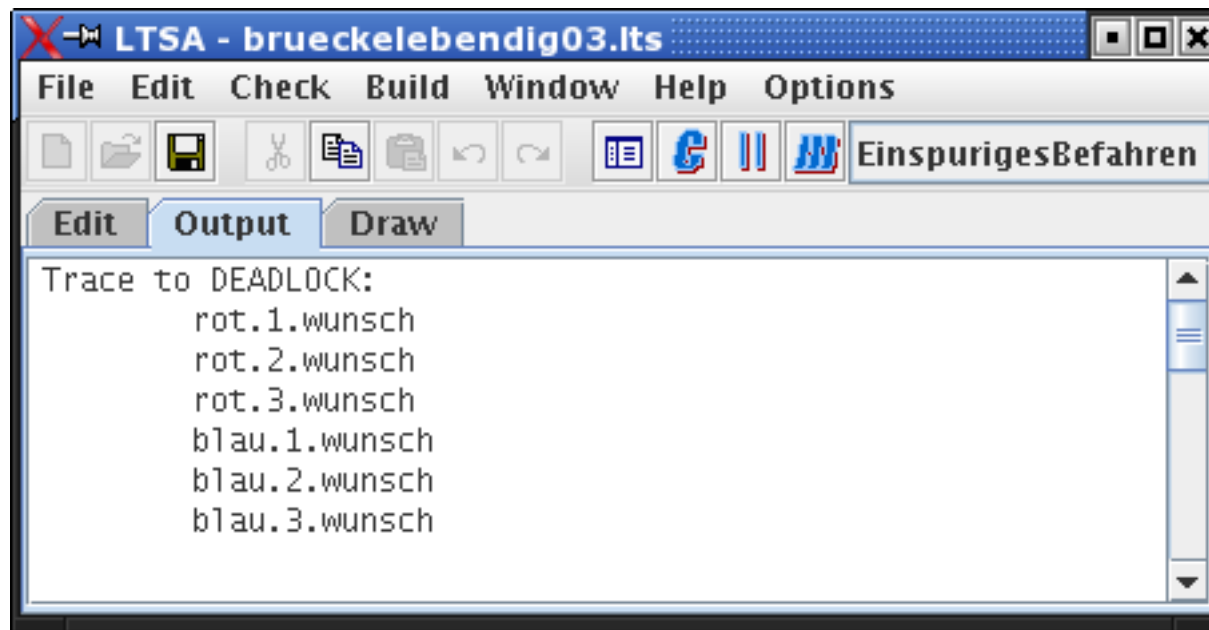 LTSA - brueckelebendig03.lts
File Edit Check Build Window Help Options
EinspurigesBefahren
Edit Output Draw
Trace to DEADLOCK:
rot.1.wunsch
rot.2.wunsch
rot.3.wunsch
blau.1.wunsch
blau.2.wunsch
blau.3.wunsch